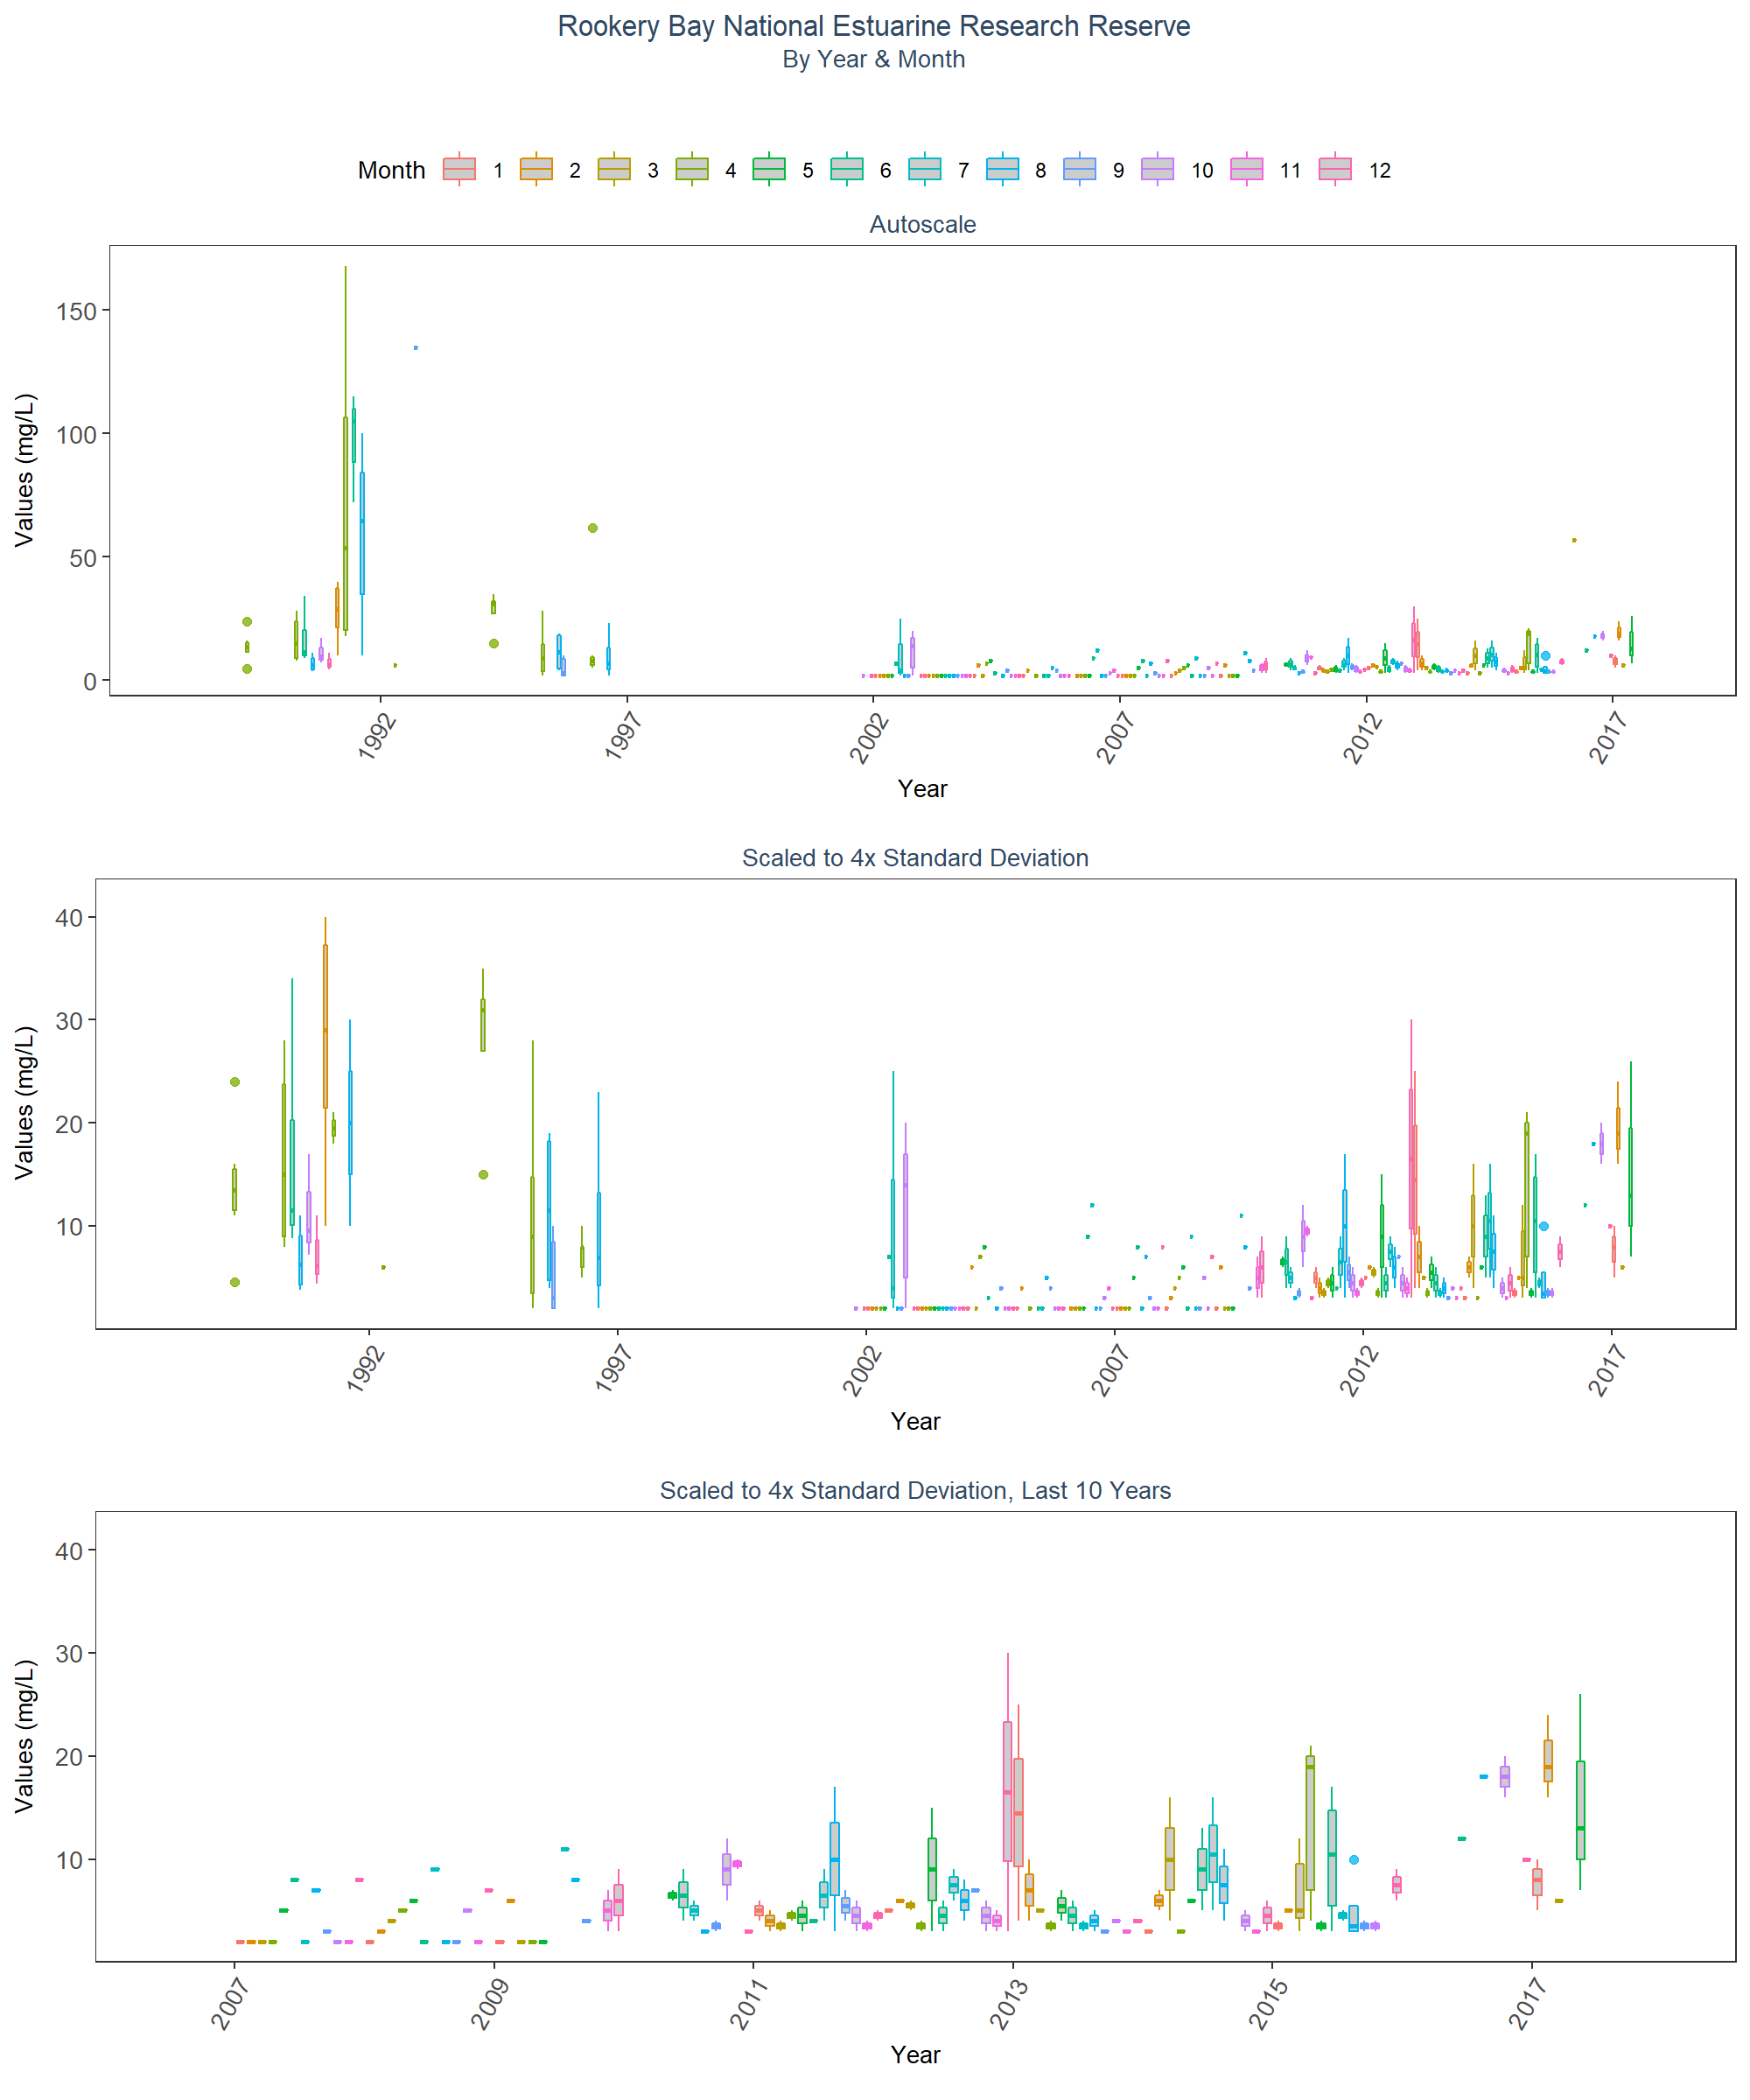 Rookery Bay National Estuarine Research Reserve
By Year & Month
Month 1 2 3 4 5 6 7 8 9 10 11 12
Autoscale
Values (mg/L)
150
100
50
0
1992 1997 2002 2007 2012 2017
Year
Scaled to 4x Standard Deviation
Values (mg/L)
40
30
20
10
1992 1997 2002 2007 2012 2017
Year
Scaled to 4x Standard Deviation, Last 10 Years
Values (mg/L)
40
30
20
10
2007 2009 2011 2013 2015 2017
Year